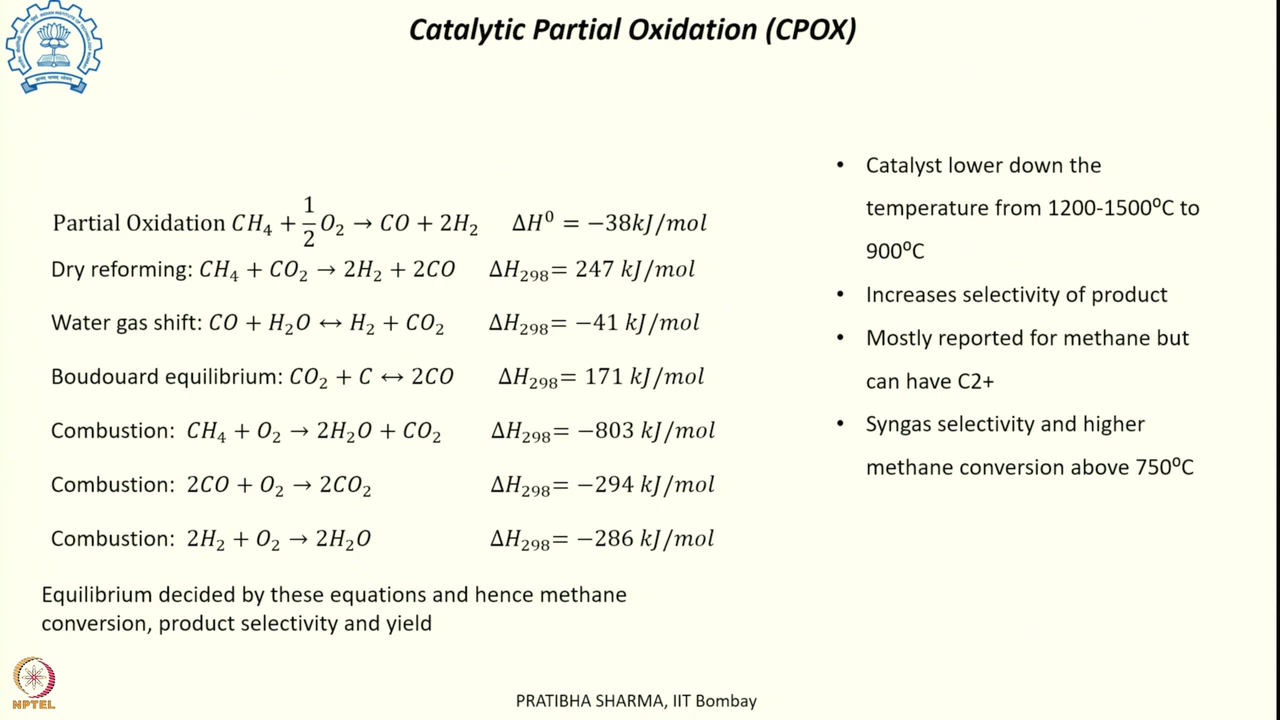 Catalytic Partial Oxidation (CPOX)
Partial Oxidation CH₄ + 1/2 O₂ → CO + 2H₂ ΔH⁰ = −38kJ/mol
Dry reforming: CH₄ + CO₂ → 2H₂ + 2CO ΔH₂₉₈= 247 kJ/mol
Water gas shift: CO + H₂O ↔ H₂ + CO₂ ΔH₂₉₈= −41 kJ/mol
Boudouard equilibrium: CO₂ + C ↔ 2CO ΔH₂₉₈= 171 kJ/mol
Combustion: CH₄ + O₂ → 2H₂O + CO₂ ΔH₂₉₈= −803 kJ/mol
Combustion: 2CO + O₂ → 2CO₂ ΔH₂₉₈= −294 kJ/mol
Combustion: 2H₂ + O₂ → 2H₂O ΔH₂₉₈= −286 kJ/mol
Equilibrium decided by these equations and hence methane
conversion, product selectivity and yield
• Catalyst lower down the
temperature from 1200-1500⁰C to
900⁰C
• Increases selectivity of product
• Mostly reported for methane but
can have C2+
• Syngas selectivity and higher
methane conversion above 750⁰C
NPTEL
PRATIBHA SHARMA, IIT Bombay